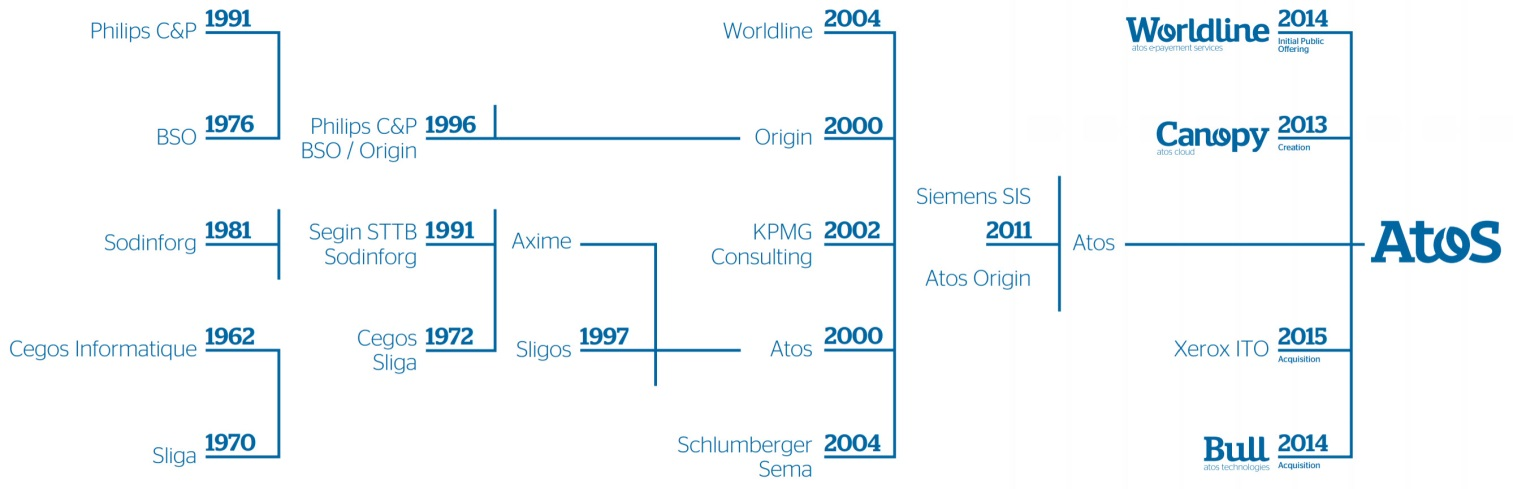 Philips C&P 1991
BSO 1976
Sodinforg 1981
Cegos Informatique 1962
Sliga 1970
Philips C&P 1996
BSO / Origin
Segin STTB 1991
Sodinforg
Cegos 1972
Sliga
Axime
Sligos 1997
Worldline 2004
Origin 2000
KPMG 2002
Consulting
Atos 2000
Schlumberger 2004
Sema
Siemens SIS
2011
Atos Origin
Atos
Worldline 2014
atos e-payement services
Initial Public
Offering
Canopy 2013
atos cloud
Creation
Xerox ITO 2015
Acquisition
Bull 2014
atos technologies
Acquisition
Atos